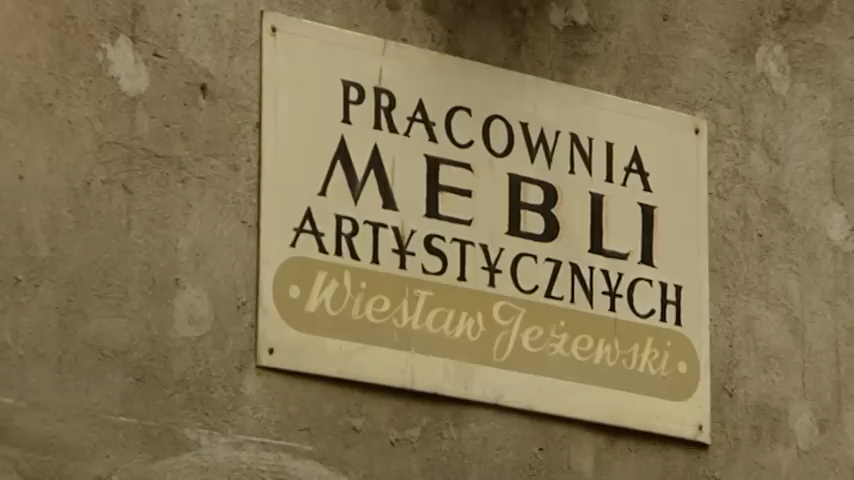 PRACOWNIA
MEBLI
ARTYSTYCZNYCH
• Wiesław Jeżewski •